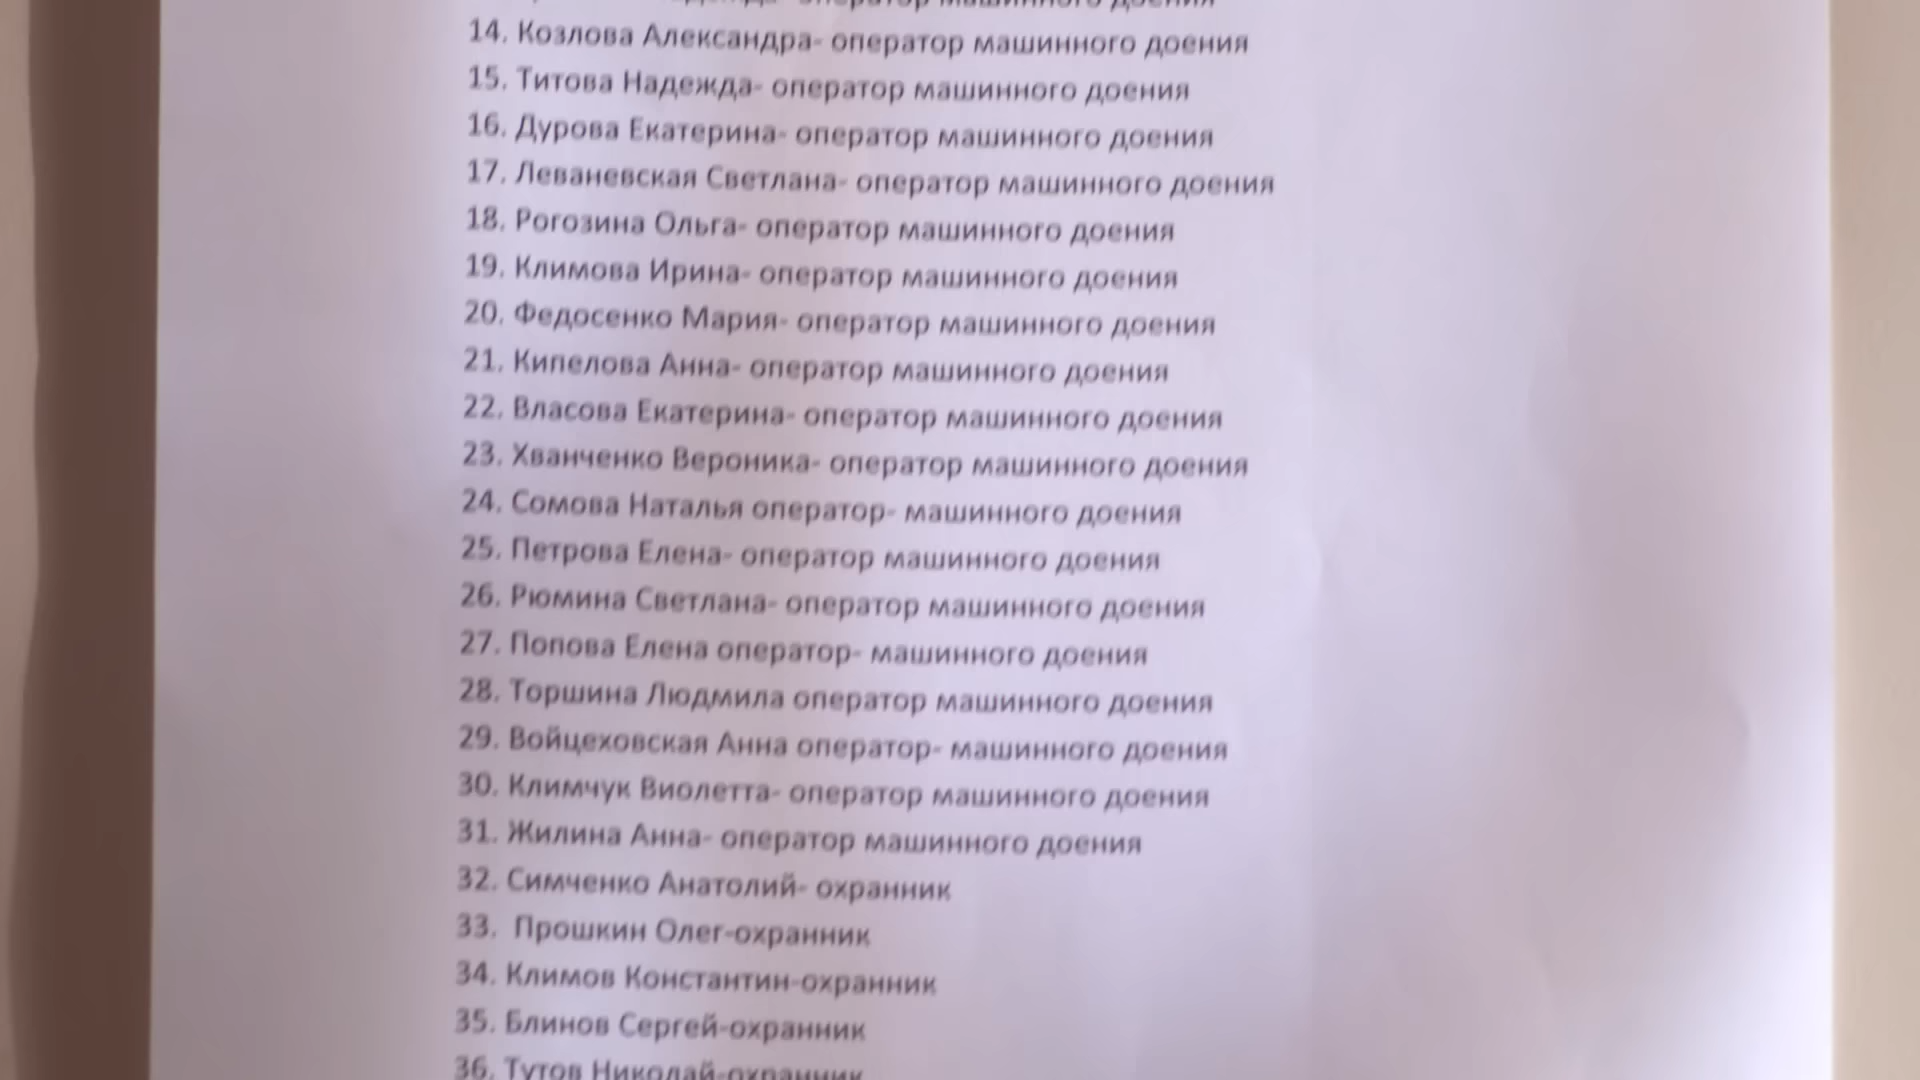 оператор машинного доения
14. Козлова Александра- оператор машинного доения
15. Титова Надежда- оператор машинного доения
16. Дурова Екатерина- оператор машинного доения
17. Леваневская Светлана- оператор машинного доения
18. Рогозина Ольга- оператор машинного доения
19. Климова Ирина- оператор машинного доения
20. Федосенко Мария- оператор машинного доения
21. Кипелова Анна- оператор машинного доения
22. Власова Екатерина- оператор машинного доения
23. Хванченко Вероника- оператор машинного доения
24. Сомова Наталья оператор- машинного доения
25. Петрова Елена- оператор машинного доения
26. Рюмина Светлана- оператор машинного доения
27. Попова Елена оператор- машинного доения
28. Торшина Людмила оператор машинного доения
29. Войцеховская Анна оператор- машинного доения
30. Климчук Виолетта- оператор машинного доения
31. Жилина Анна- оператор машинного доения
32. Симченко Анатолий- охранник
33. Прошкин Олег-охранник
34. Климов Константин-охранник
35. Блинов Сергей-охранник
36. Тутов Николай-охранник